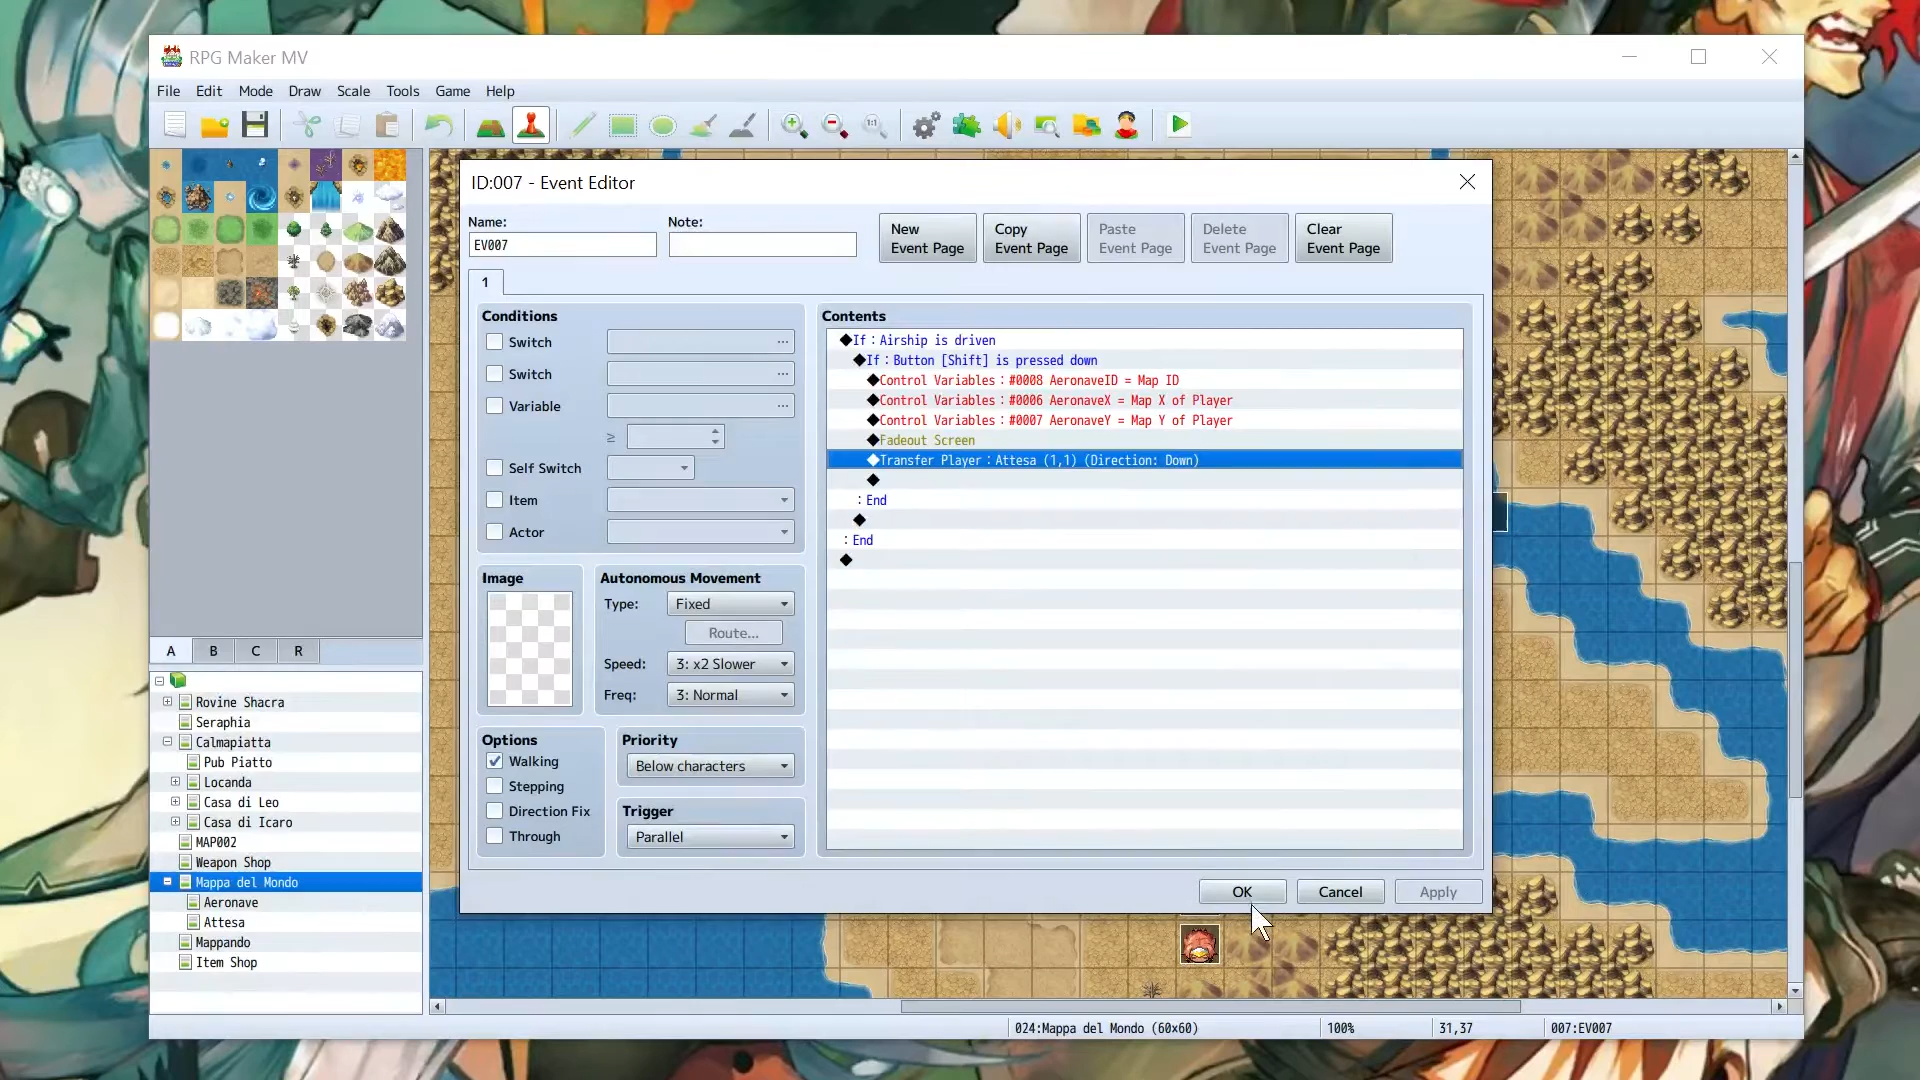 RPG Maker MV
File Edit Mode Draw Scale Tools Game Help
1:1
ID:007 - Event Editor
Name:
Note:
EV007
New Event Page
Copy Event Page
Paste Event Page
Delete Event Page
Clear Event Page
1
Conditions
Switch ...
Switch ...
Variable ...
≥
Self Switch
Item
Actor
Image
Autonomous Movement
Type: Fixed
Route...
Speed: 3: x2 Slower
Freq: 3: Normal
Options
Walking
Stepping
Direction Fix
Through
Priority
Below characters
Trigger
Parallel
Contents
◆If：Airship is driven
◆If：Button [Shift] is pressed down
◆Control Variables：#0008 AeronaveID = Map ID
◆Control Variables：#0006 AeronaveX = Map X of Player
◆Control Variables：#0007 AeronaveY = Map Y of Player
◆Fadeout Screen
◆Transfer Player：Attesa (1,1) (Direction: Down)
◆
：End
◆
：End
◆
OK Cancel Apply
A B C R
Rovine Shacra
Seraphia
Calmapiatta
Pub Piatto
Locanda
Casa di Leo
Casa di Icaro
MAP002
Weapon Shop
Mappa del Mondo
Aeronave
Attesa
Mappando
Item Shop
024:Mappa del Mondo (60×60) 100% 31,37 007:EV007